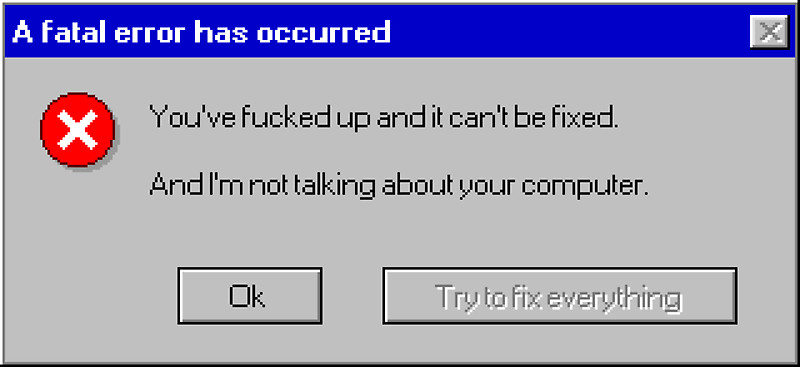 A fatal error has occurred
You've fucked up and it can't be fixed.
And I'm not talking about your computer.
Ok
Try to fix everything